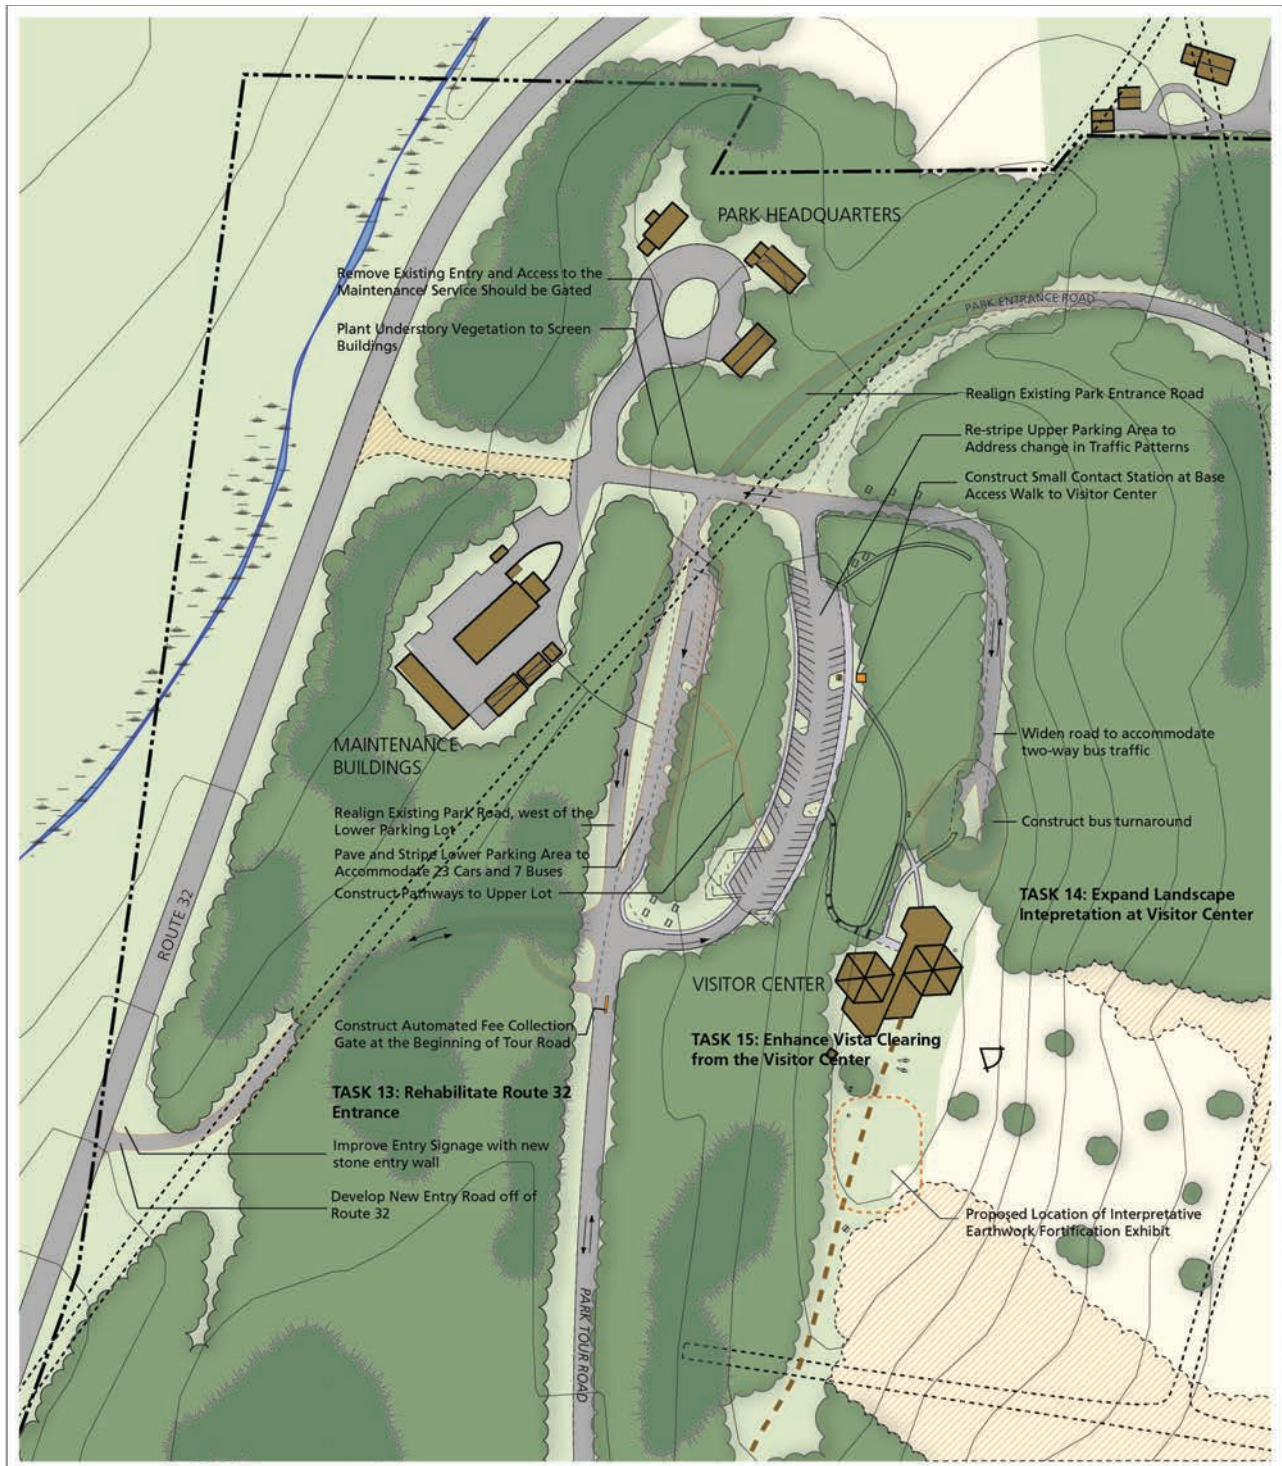 PARK HEADQUARTERS
Remove Existing Entry and Access to the
Maintenance/ Service Should be Gated
PARK ENTRANCE ROAD
Plant Understory Vegetation to Screen
Buildings
Realign Existing Park Entrance Road
Re-stripe Upper Parking Area to
Address change in Traffic Patterns
Construct Small Contact Station at Base
Access Walk to Visitor Center
MAINTENANCE
BUILDINGS
Widen road to accommodate
two-way bus traffic
Realign Existing Park Road, west of the
Lower Parking Lot
Construct bus turnaround
Pave and Stripe Lower Parking Area to
Accommodate 23 Cars and 7 Buses
Construct Pathways to Upper Lot
TASK 14: Expand Landscape
Intepretation at Visitor Center
ROUTE 32
VISITOR CENTER
Construct Automated Fee Collection
Gate at the Beginning of Tour Road
TASK 15: Enhance Vista Clearing
from the Visitor Center
TASK 13: Rehabilitate Route 32
Entrance
Improve Entry Signage with new
stone entry wall
Develop New Entry Road off of
Route 32
Proposed Location of Interpretative
Earthwork Fortification Exhibit
PARK TOUR ROAD